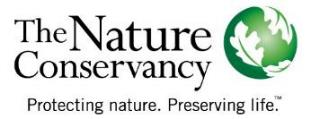 The Nature
Conservancy
Protecting nature. Preserving life.™